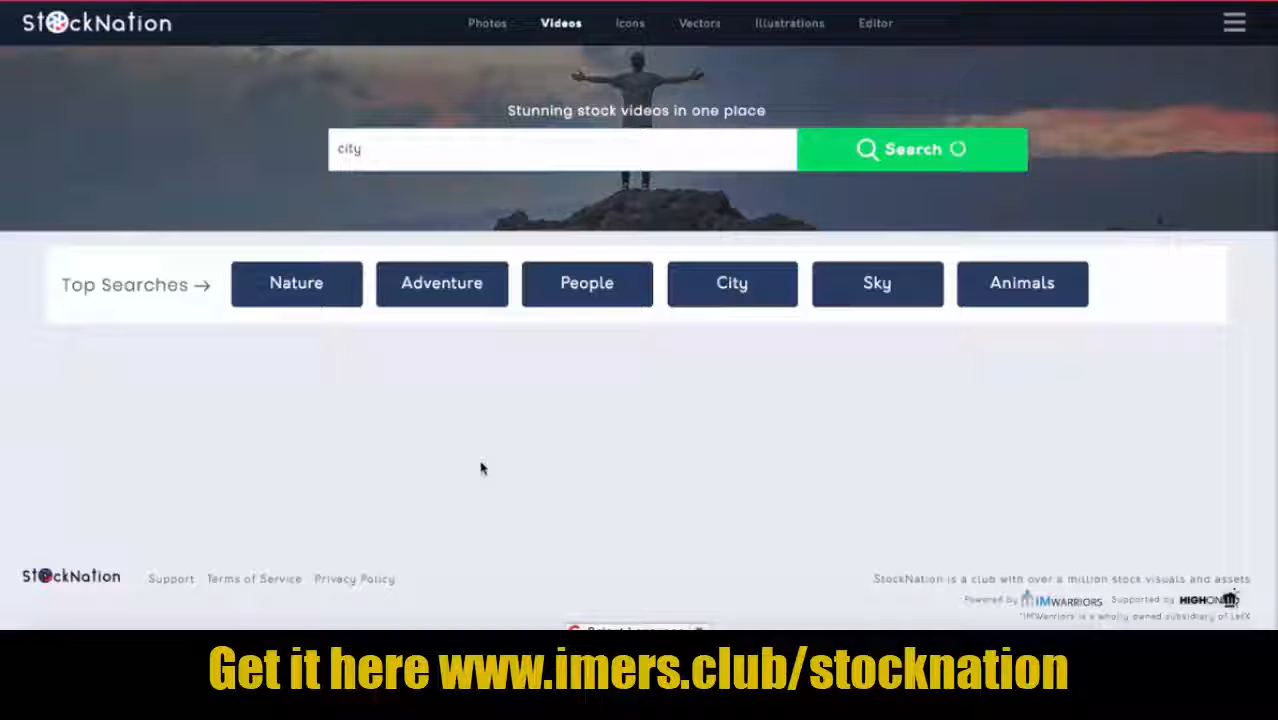 StockNation
Photos Videos Icons Vectors Illustrations Editor
Stunning stock videos in one place
city
Search
Top Searches → Nature Adventure People City Sky Animals
StockNation Support Terms of Service Privacy Policy
StockNation is a club with over a million stock visuals and assets
Powered by IMWARRIORS Supported by HIGHON
*IMWarriors is a wholly owned subsidiary of
Select Language
Get it here www.imers.club/stocknation